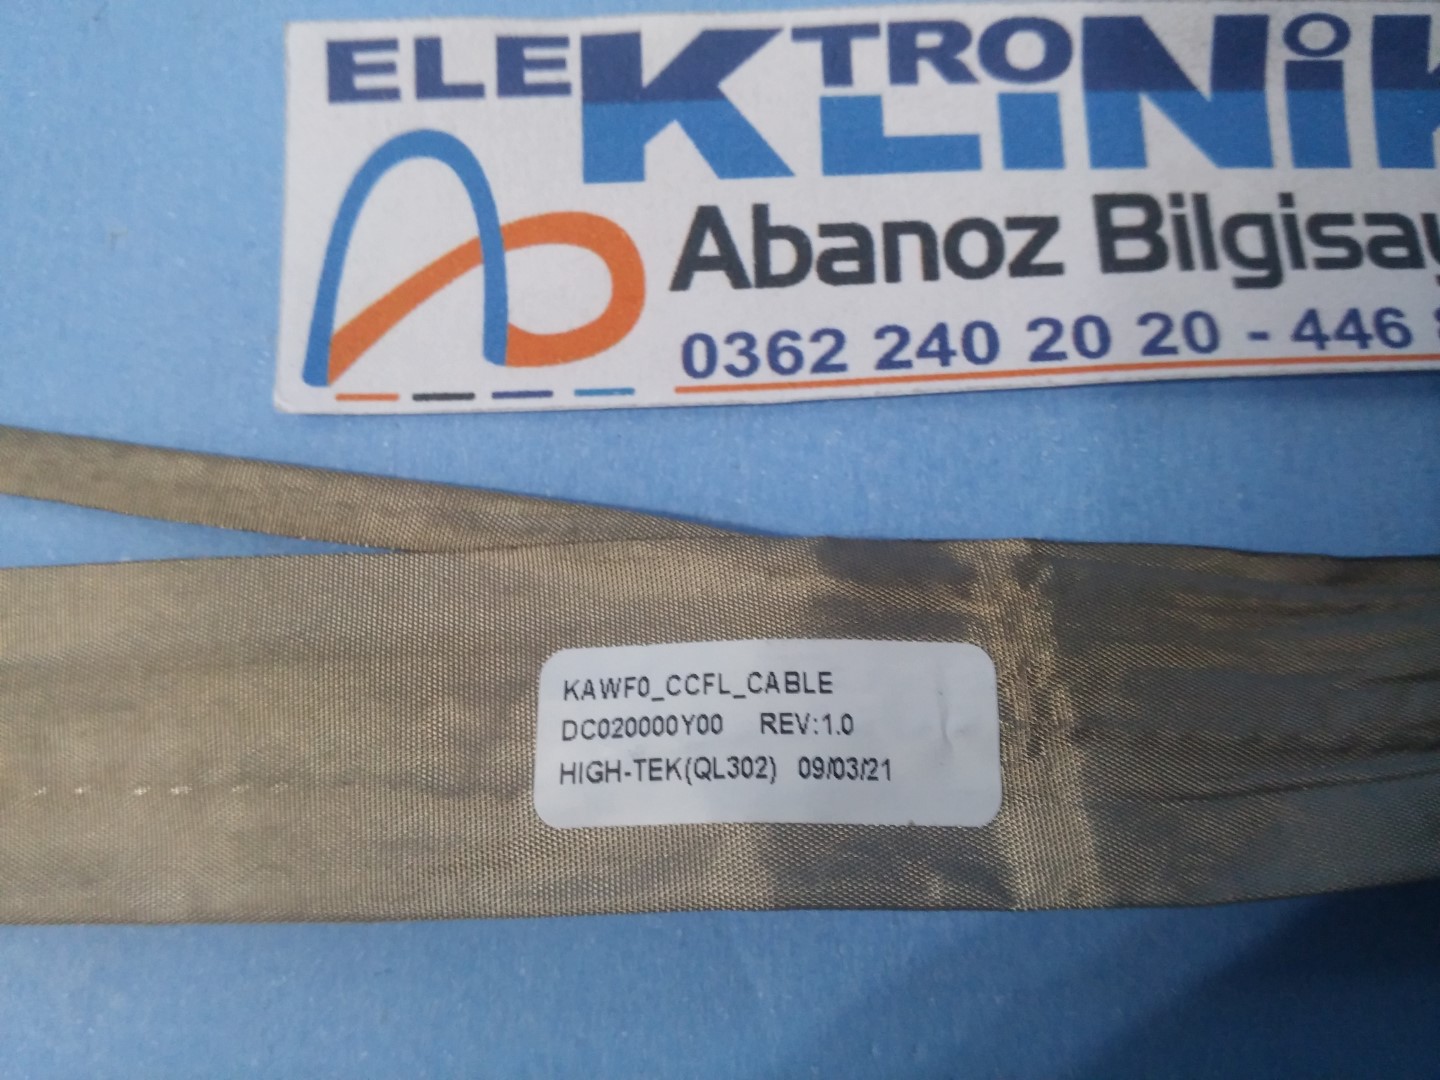 ELEKTRONİK
KLİNİK
Abanoz Bilgisay
0362 240 20 20 - 446
KAWF0_CCFL_CABLE
DC020000Y00 REV:1.0
HIGH-TEK(QL302) 09/03/21